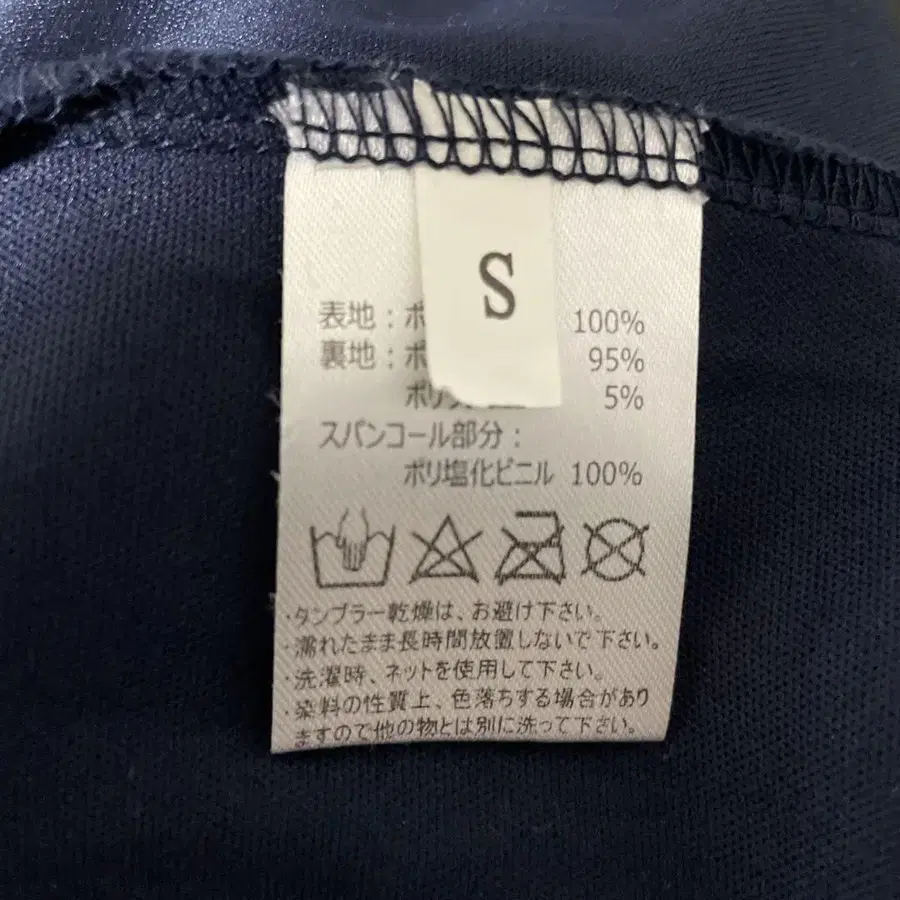 S
表地：ポ 100%
裏地：ポ 95%
ポリ 5%
スパンコール部分：
ポリ塩化ビニル 100%
・タンブラー乾燥は、お避け下さい。
・濡れたまま長時間放置しないで下さい。
・洗濯時、ネットを使用して下さい。
・染料の性質上、色落ちする場合があり
ますので他の物とは別に洗って下さい。